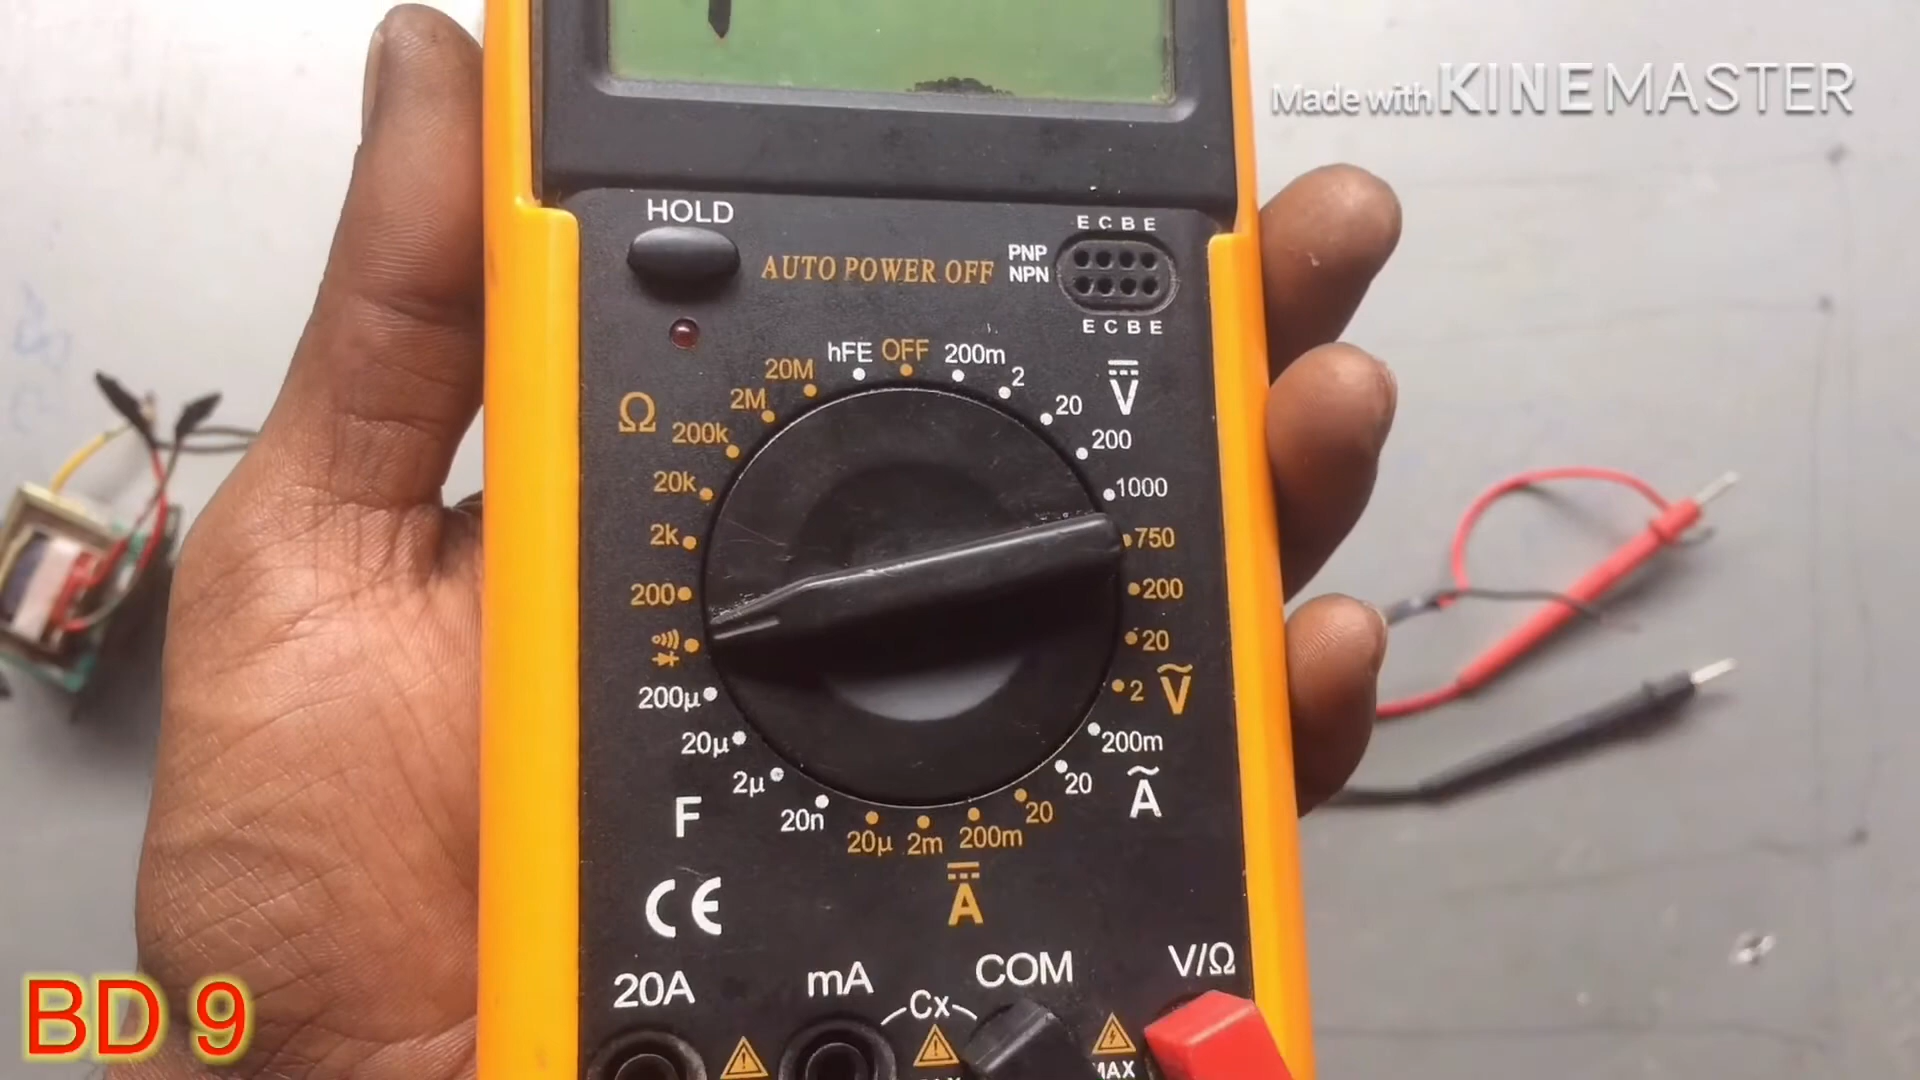 Made with KINEMASTER
HOLD
AUTO POWER OFF
E C B E
PNP
NPN
E C B E
hFE
OFF
200m
2
20
200
1000
V
750
200
20
2
V
200m
20
A
20
200m
2m
20µ
A
20n
2µ
20µ
200µ
F
200
2k
20k
200k
2M
20M
Ω
CE
20A
mA
COM
V/Ω
Cx
MAX
BD 9